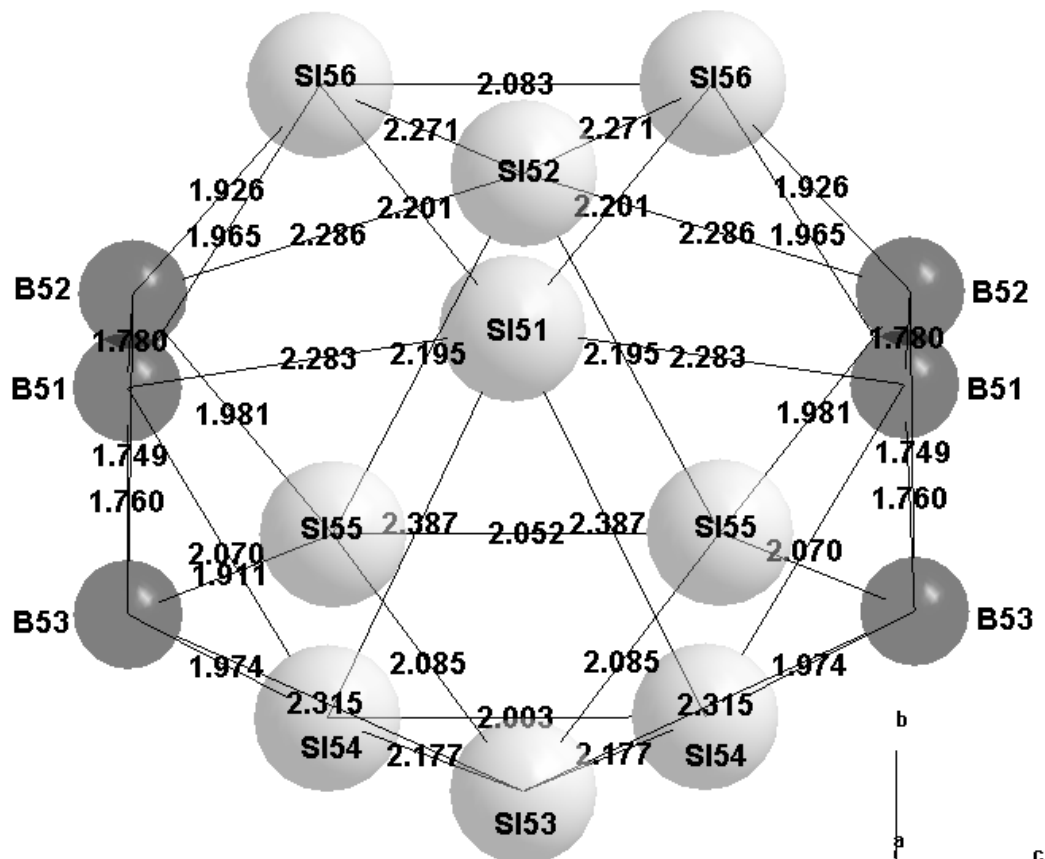 SI56 2.083 SI56
2.271 2.271
SI52
1.926 1.926
2.201 2.201
1.965 2.286 2.286 1.965
B52 B52
SI51
1.780 2.195 2.195 1.780
2.283 2.283
B51 B51
1.981 1.981
1.749 1.749
1.760 1.760
SI55 2.387 2.052 2.387 SI55
2.070 2.070
1.911
B53 B53
1.974 2.085 2.085 1.974
2.315 2.315
2.003
b
SI54 2.177 2.177 SI54
SI53
a
c